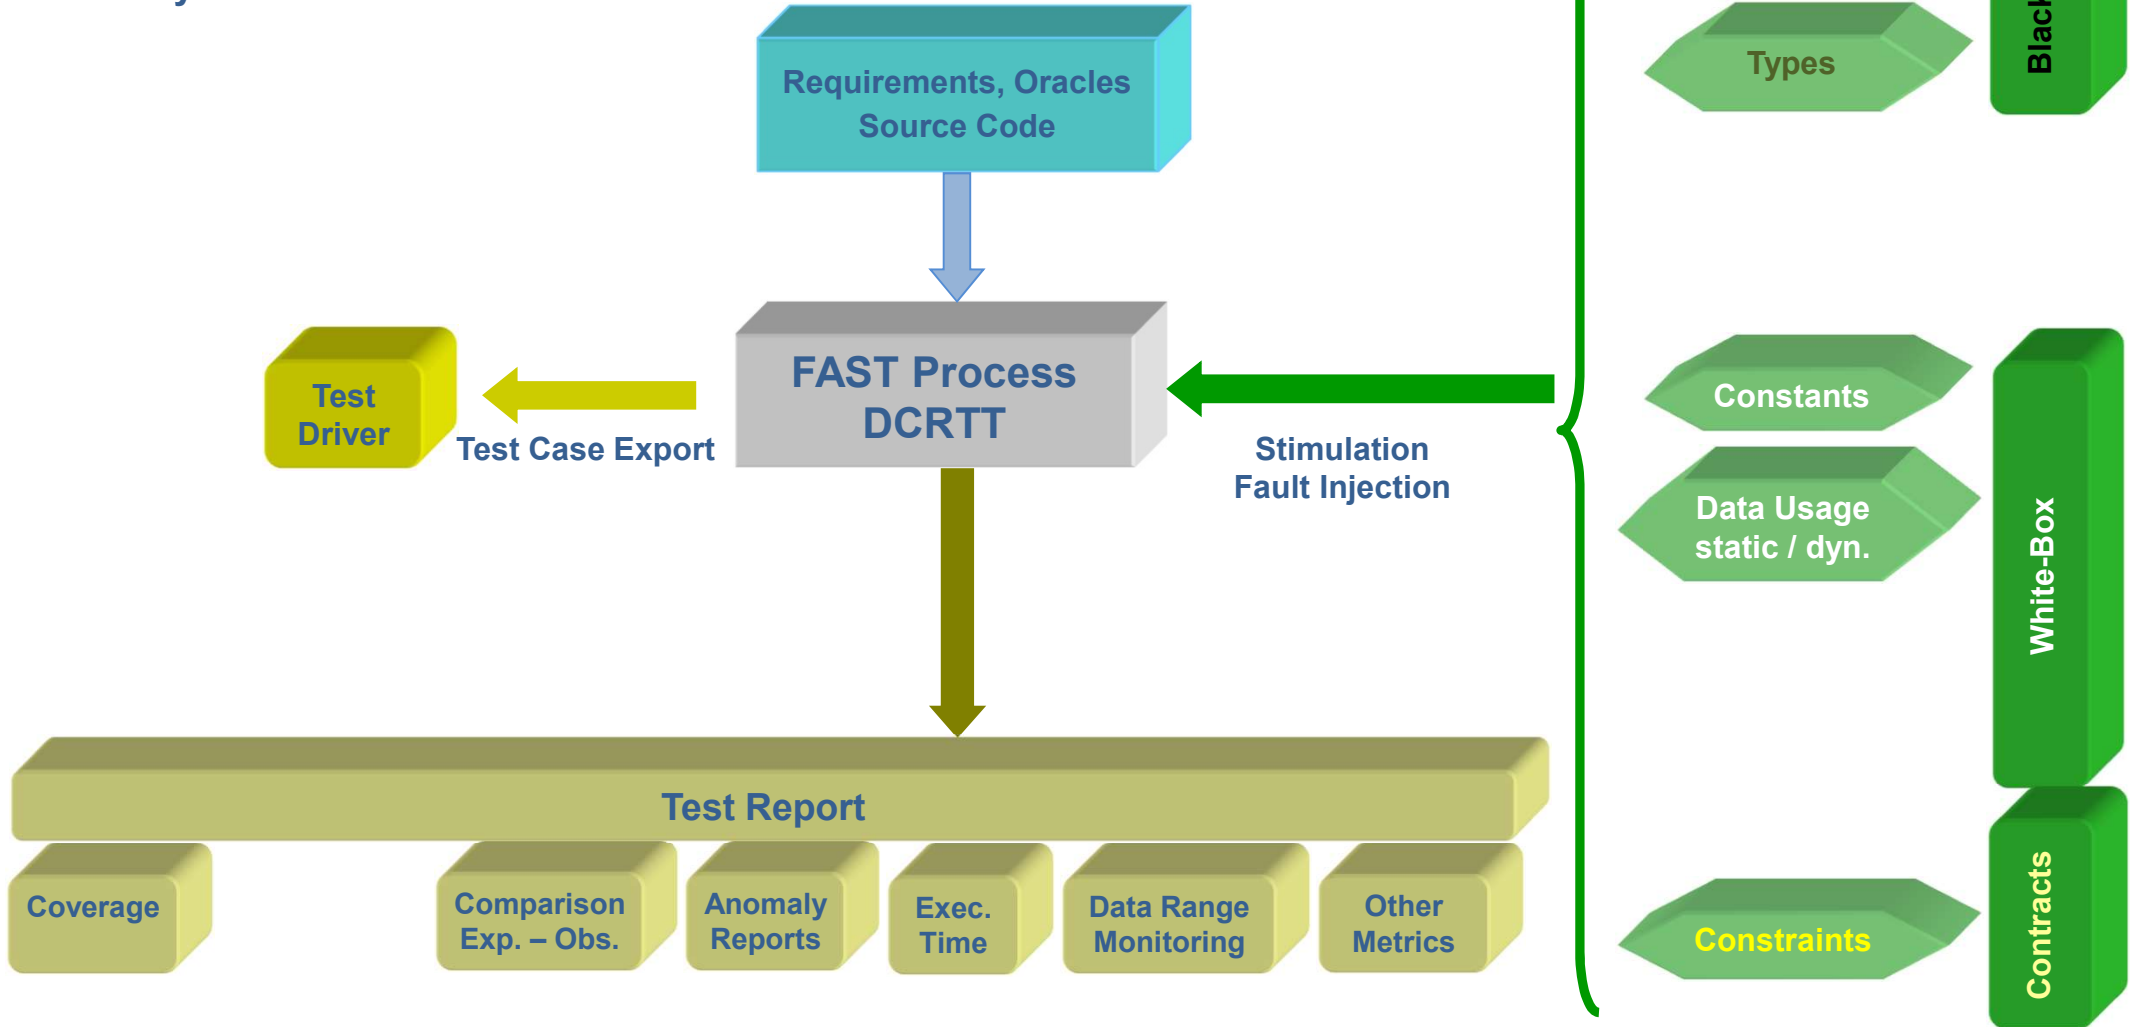 Requirements, Oracles
Source Code
FAST Process
DCRTT
Test
Driver
Test Case Export
Stimulation
Fault Injection
Test Report
Coverage
Comparison
Exp. – Obs.
Anomaly
Reports
Exec.
Time
Data Range
Monitoring
Other
Metrics
Types
Black
Constants
Data Usage
static / dyn.
White-Box
Constraints
Contracts